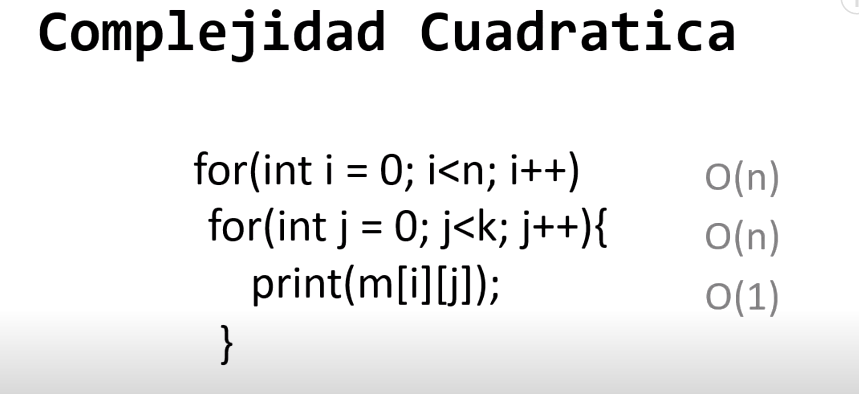 Complejidad Cuadratica
for(int i = 0; i<n; i++) O(n)
for(int j = 0; j<k; j++){ O(n)
print(m[i][j]); O(1)
}